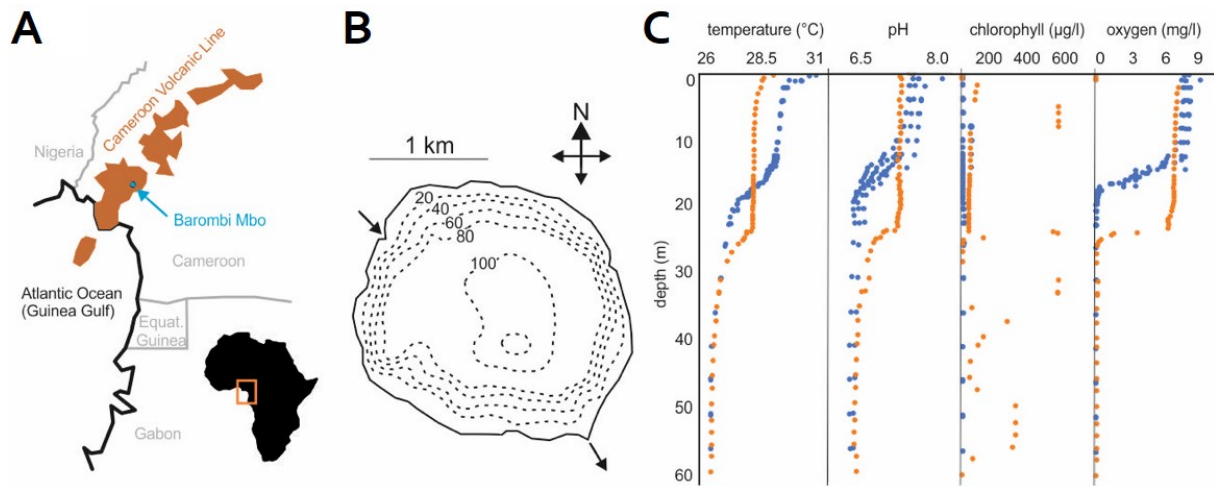 A
Cameroon Volcanic Line
Nigeria
Barombi Mbo
Cameroon
Atlantic Ocean
(Guinea Gulf)
Equat.
Guinea
Gabon
B
N
1 km
20
40
60
80
100
C
temperature (°C)
pH
chlorophyll (µg/l)
oxygen (mg/l)
26 28.5 31
6.5 8.0
200 400 600
0 6 9
depth (m)
0
10
20
30
40
50
60